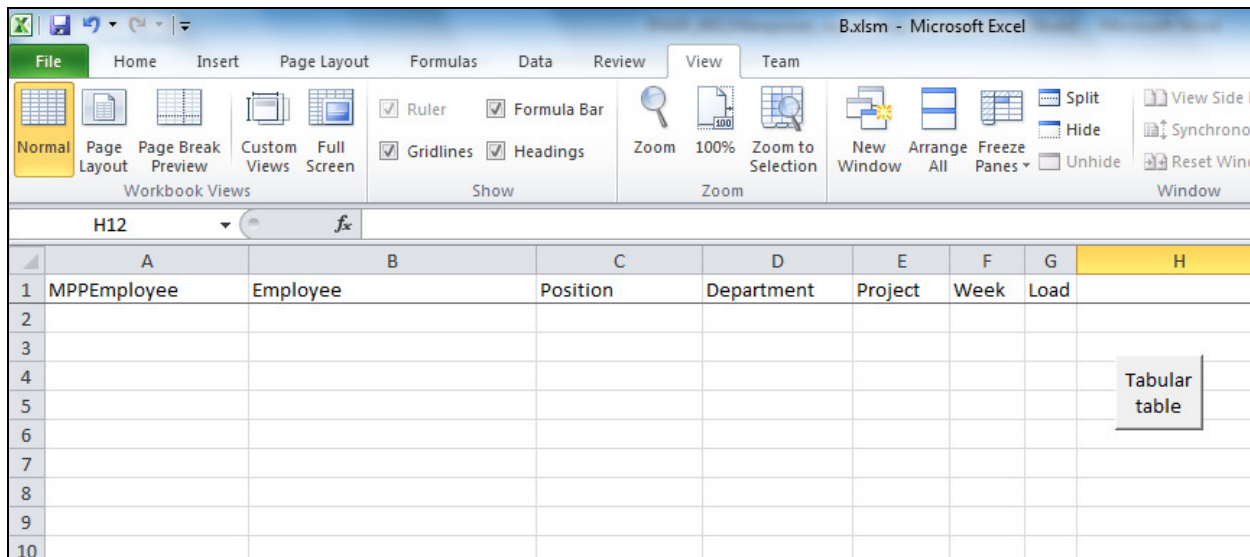 B.xlsm - Microsoft Excel
File Home Insert Page Layout Formulas Data Review View Team
Normal Page Layout Page Break Preview Custom Views Full Screen
Workbook Views
Ruler Formula Bar
Gridlines Headings
Show
Zoom 100% Zoom to Selection
Zoom
New Window Arrange All Freeze Panes
Split View Side
Hide
Unhide Reset
Window
H12 fx
A B C D E F G H
1 MPPEmployee Employee Position Department Project Week Load
2
3
4 Tabular
5 table
6
7
8
9
10